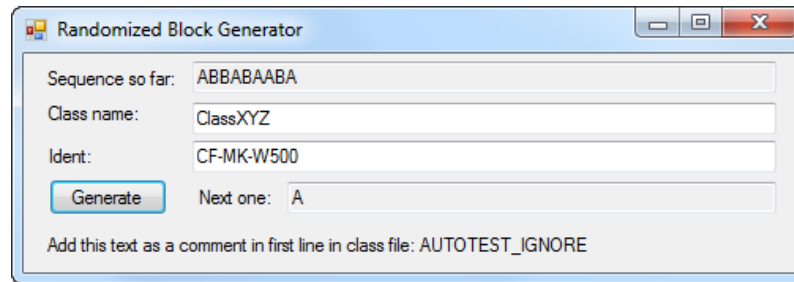 Randomized Block Generator
Sequence so far: ABBABAABA
Class name: ClassXYZ
Ident: CF-MK-W500
Generate Next one: A
Add this text as a comment in first line in class file: AUTOTEST_IGNORE